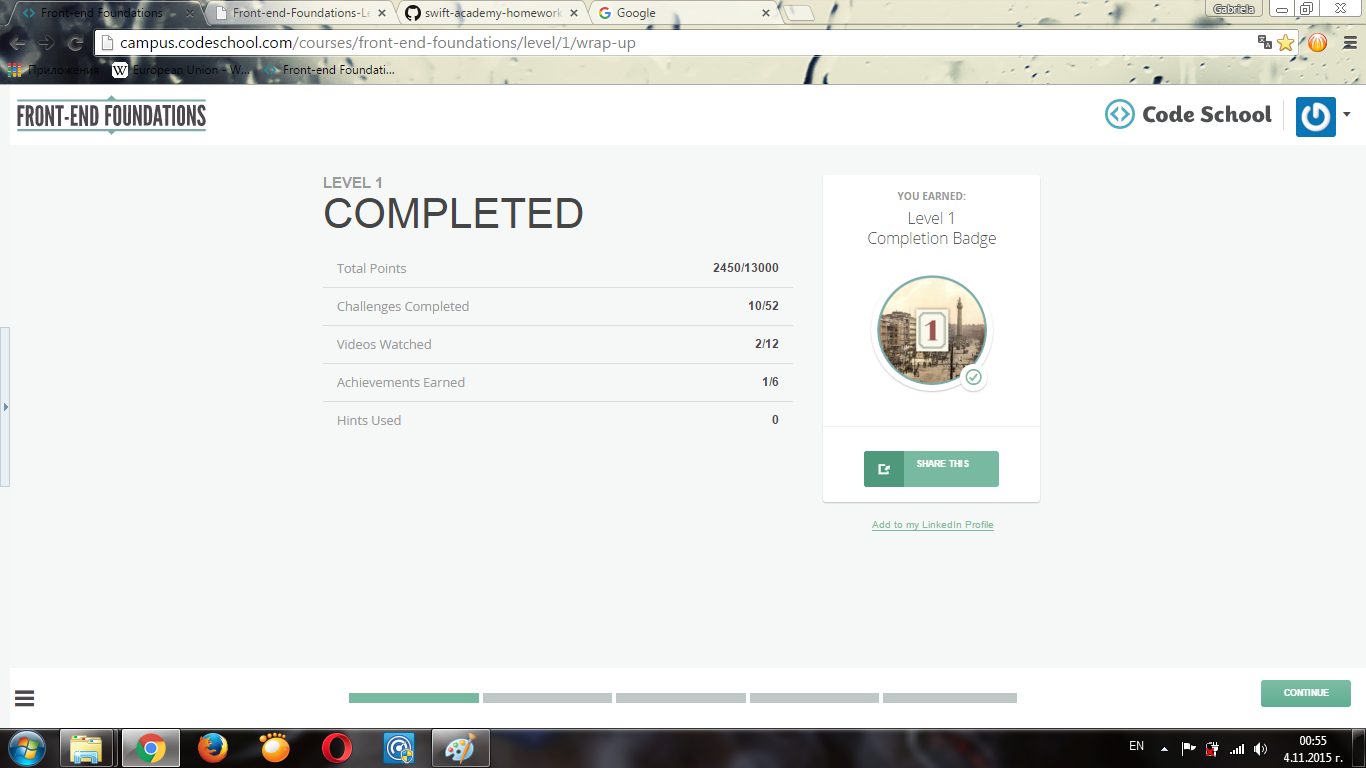 Front-end Foundations
Front-end-Foundations-Le
swift-academy-homework
Google
Gabriela
campus.codeschool.com/courses/front-end-foundations/level/1/wrap-up
Приложения
European Union - W...
Front-end Foundati...
FRONT-END FOUNDATIONS
Code School
LEVEL 1
COMPLETED
Total Points 2450/13000
Challenges Completed 10/52
Videos Watched 2/12
Achievements Earned 1/6
Hints Used 0
YOU EARNED:
Level 1
Completion Badge
1
SHARE THIS
Add to my LinkedIn Profile
CONTINUE
EN
00:55
4.11.2015 г.